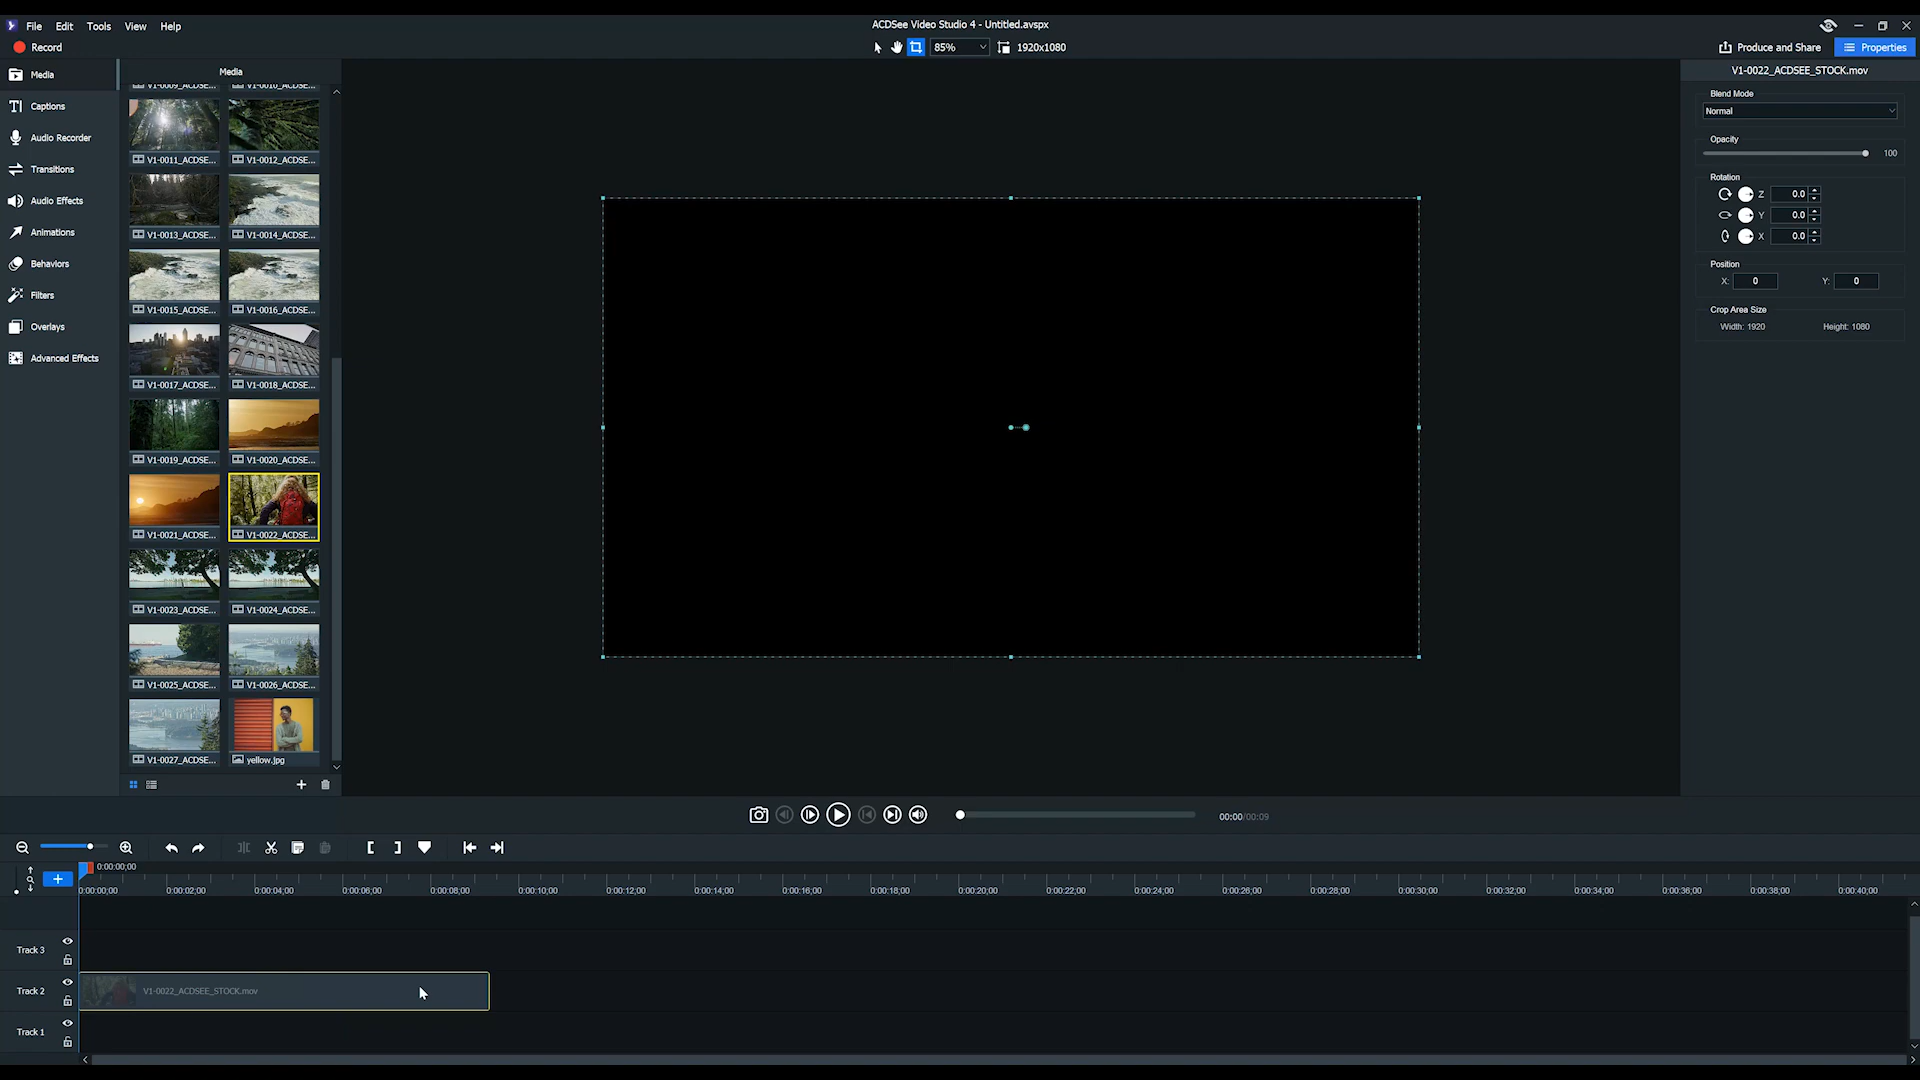 File Edit Tools View Help
ACDSee Video Studio 4 - Untitled.avspx
Record
85%
1920x1080
Produce and Share
Properties
Media
Captions
Audio Recorder
Transitions
Audio Effects
Animations
Behaviors
Filters
Overlays
Advanced Effects
Media
V1-0009_ACDSE... V1-0010_ACDSE...
V1-0011_ACDSE... V1-0012_ACDSE...
V1-0013_ACDSE... V1-0014_ACDSE...
V1-0015_ACDSE... V1-0016_ACDSE...
V1-0017_ACDSE... V1-0018_ACDSE...
V1-0019_ACDSE... V1-0020_ACDSE...
V1-0021_ACDSE... V1-0022_ACDSE...
V1-0023_ACDSE... V1-0024_ACDSE...
V1-0025_ACDSE... V1-0026_ACDSE...
V1-0027_ACDSE... yellow.jpg
V1-0022_ACDSEE_STOCK.mov
Blend Mode
Normal
Opacity
100
Rotation
Z 0.0
Y 0.0
X 0.0
Position
X: 0 Y: 0
Crop Area Size
Width: 1920 Height: 1080
00:00/00:09
0:00:00;00
0:00:00;00 0:00:02;00 0:00:04;00 0:00:06;00 0:00:08;00 0:00:10;00 0:00:12;00 0:00:14;00 0:00:16;00 0:00:18;00 0:00:20;00 0:00:22;00 0:00:24;00 0:00:26;00 0:00:28;00 0:00:30;00 0:00:32;00 0:00:34;00 0:00:36;00 0:00:38;00 0:00:40;00
Track 3
Track 2
V1-0022_ACDSEE_STOCK.mov
Track 1